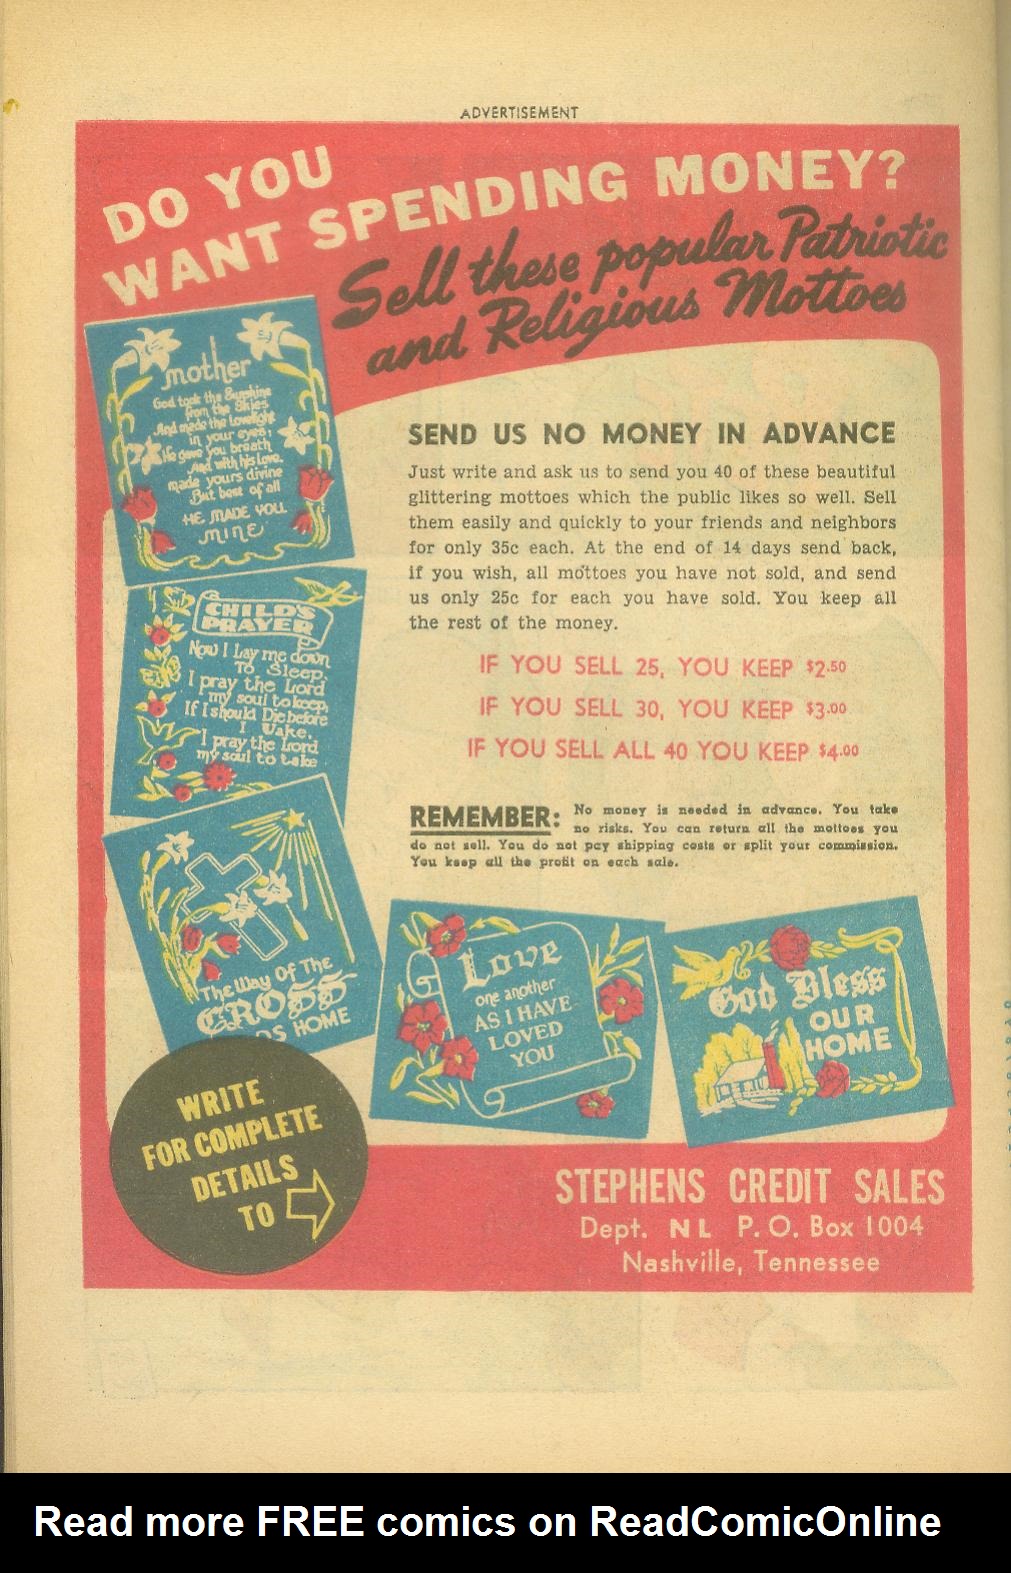 ADVERTISEMENT
DO YOU
WANT SPENDING MONEY?
Sell these popular Patriotic
and Religious Mottoes
mother
God took the Sunshine
from the Skies
And made the Lovelight
in your eyes;
He gave you breath
And with his Love
made yours divine
But best of all
HE MADE YOU
MINE
SEND US NO MONEY IN ADVANCE
Just write and ask us to send you 40 of these beautiful
glittering mottoes which the public likes so well. Sell
them easily and quickly to your friends and neighbors
for only 35c each. At the end of 14 days send back,
if you wish, all mottoes you have not sold, and send
us only 25c for each you have sold. You keep all
the rest of the money.
CHILD'S
PRAYER
Now I Lay me down
To Sleep,
I pray the Lord
my soul to keep,
If I should Die before
I Wake,
I pray the Lord
my soul to take
IF YOU SELL 25, YOU KEEP $2.50
IF YOU SELL 30, YOU KEEP $3.00
IF YOU SELL ALL 40 YOU KEEP $4.00
REMEMBER: No money is needed in advance. You take
no risks. You can return all the mottoes you
do not sell. You do not pay shipping costs or split your commission.
You keep all the profit on each sale.
The Way Of The
CROSS
HOME
Love
one another
AS I HAVE
LOVED
YOU
God Bless
OUR
HOME
WRITE
FOR COMPLETE
DETAILS
TO
STEPHENS CREDIT SALES
Dept. NL P.O. Box 1004
Nashville, Tennessee
Read more FREE comics on ReadComicOnline